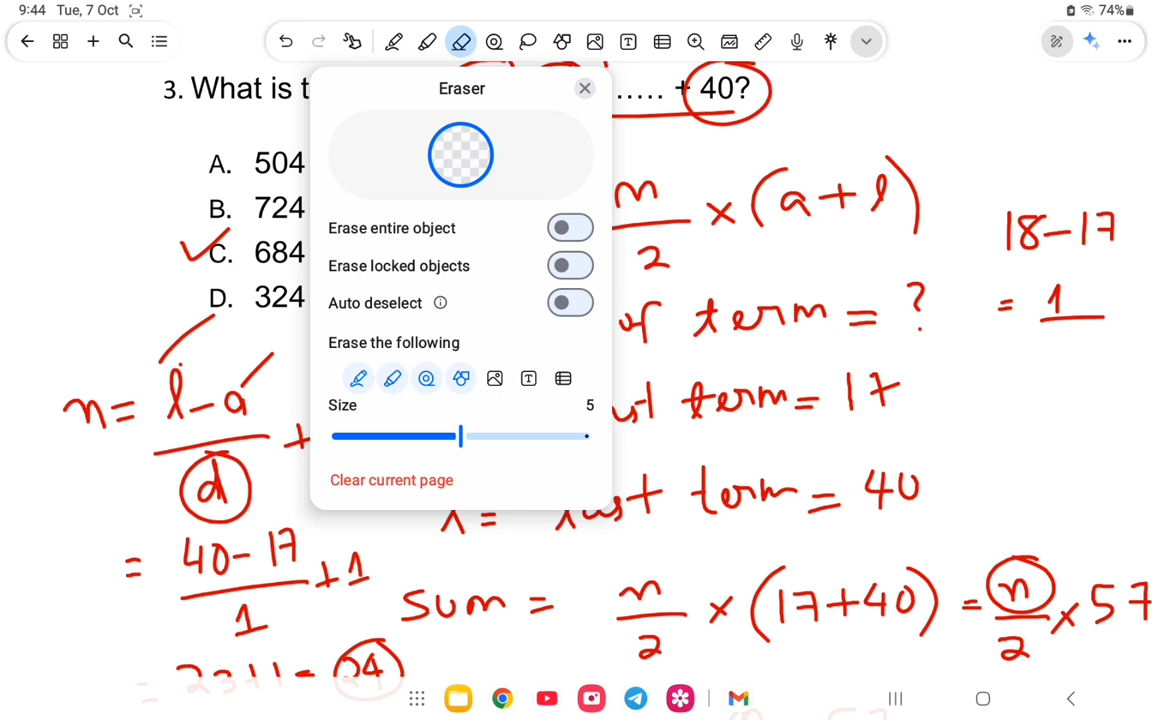 9:44 Tue, 7 Oct 74%
3. What is t ..... + 40?
Eraser
A. 504
B. 724
C. 684
D. 324
n/2 × (a + l)
18-17
= 1
Erase entire object
Erase locked objects
Auto deselect
of term = ?
Erase the following
Size 5
Clear current page
n = l-a/d +
term = 17
l = last term = 40
= 40-17/1 + 1
sum = n/2 × (17+40) = n/2 × 57
= 23+1 = 24